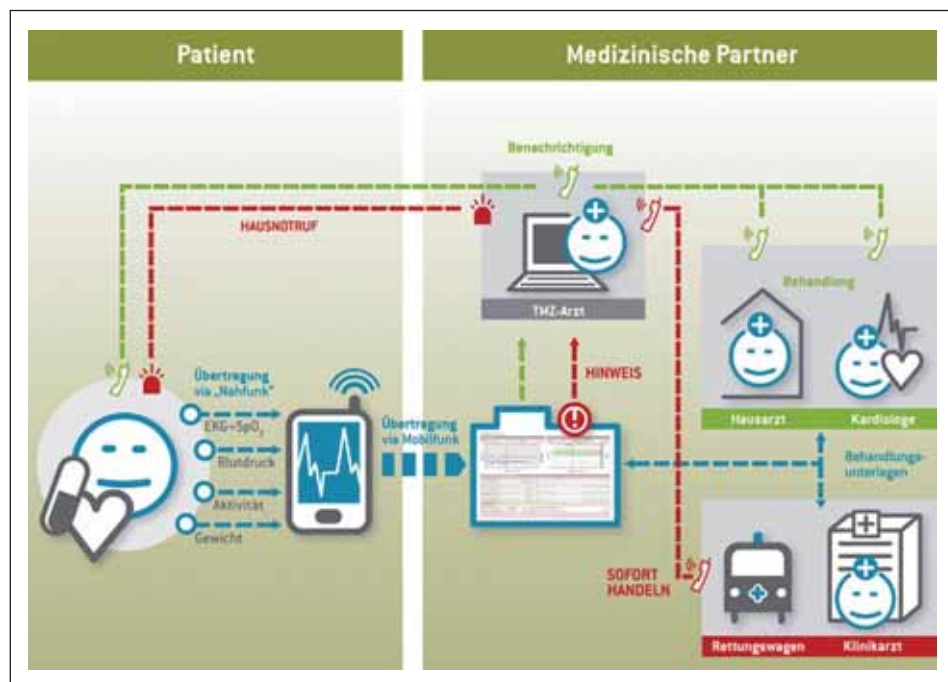 Patient
Medizinische Partner
Benachrichtigung
HAUSNOTRUF
TMZ-Arzt
Behandlung
Hausarzt
Kardiologe
Übertragung
via „Nahfunk“
EKG+SpO₂
Blutdruck
Aktivität
Gewicht
Übertragung
via Mobilfunk
HINWEIS
Behandlungs-
unterlagen
SOFORT
HANDELN
Rettungswagen
Klinikarzt